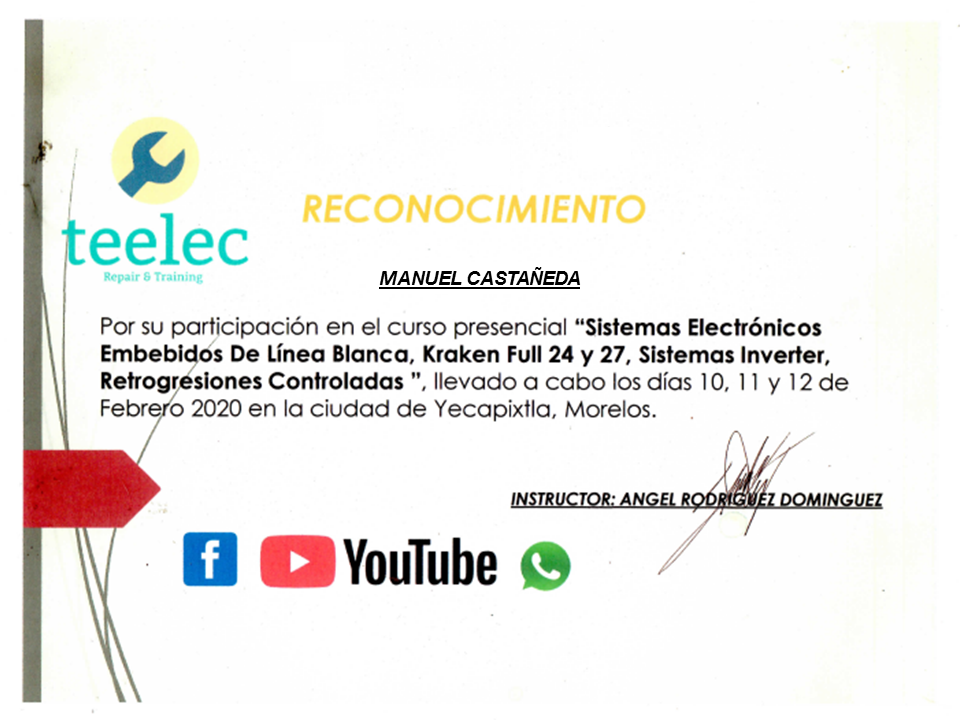 teelec
Repair & Training
RECONOCIMIENTO
MANUEL CASTAÑEDA
Por su participación en el curso presencial “Sistemas Electrónicos
Embebidos De Línea Blanca, Kraken Full 24 y 27, Sistemas Inverter,
Retrogresiones Controladas ”, llevado a cabo los días 10, 11 y 12 de
Febrero 2020 en la ciudad de Yecapixtla, Morelos.
INSTRUCTOR: ANGEL RODRIGUEZ DOMINGUEZ
f
YouTube